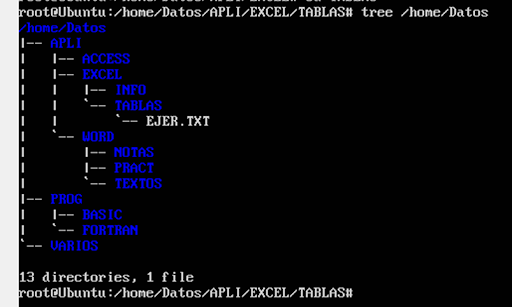 root@Ubuntu:/home/Datos/APLI/EXCEL/TABLAS# tree /home/Datos
/home/Datos
|-- APLI
|   |-- ACCESS
|   |-- EXCEL
|   |   |-- INFO
|   |   `-- TABLAS
|   |       `-- EJER.TXT
|   `-- WORD
|       |-- NOTAS
|       |-- PRACT
|       `-- TEXTOS
|-- PROG
|   |-- BASIC
|   `-- FORTRAN
`-- VARIOS
13 directories, 1 file
root@Ubuntu:/home/Datos/APLI/EXCEL/TABLAS#